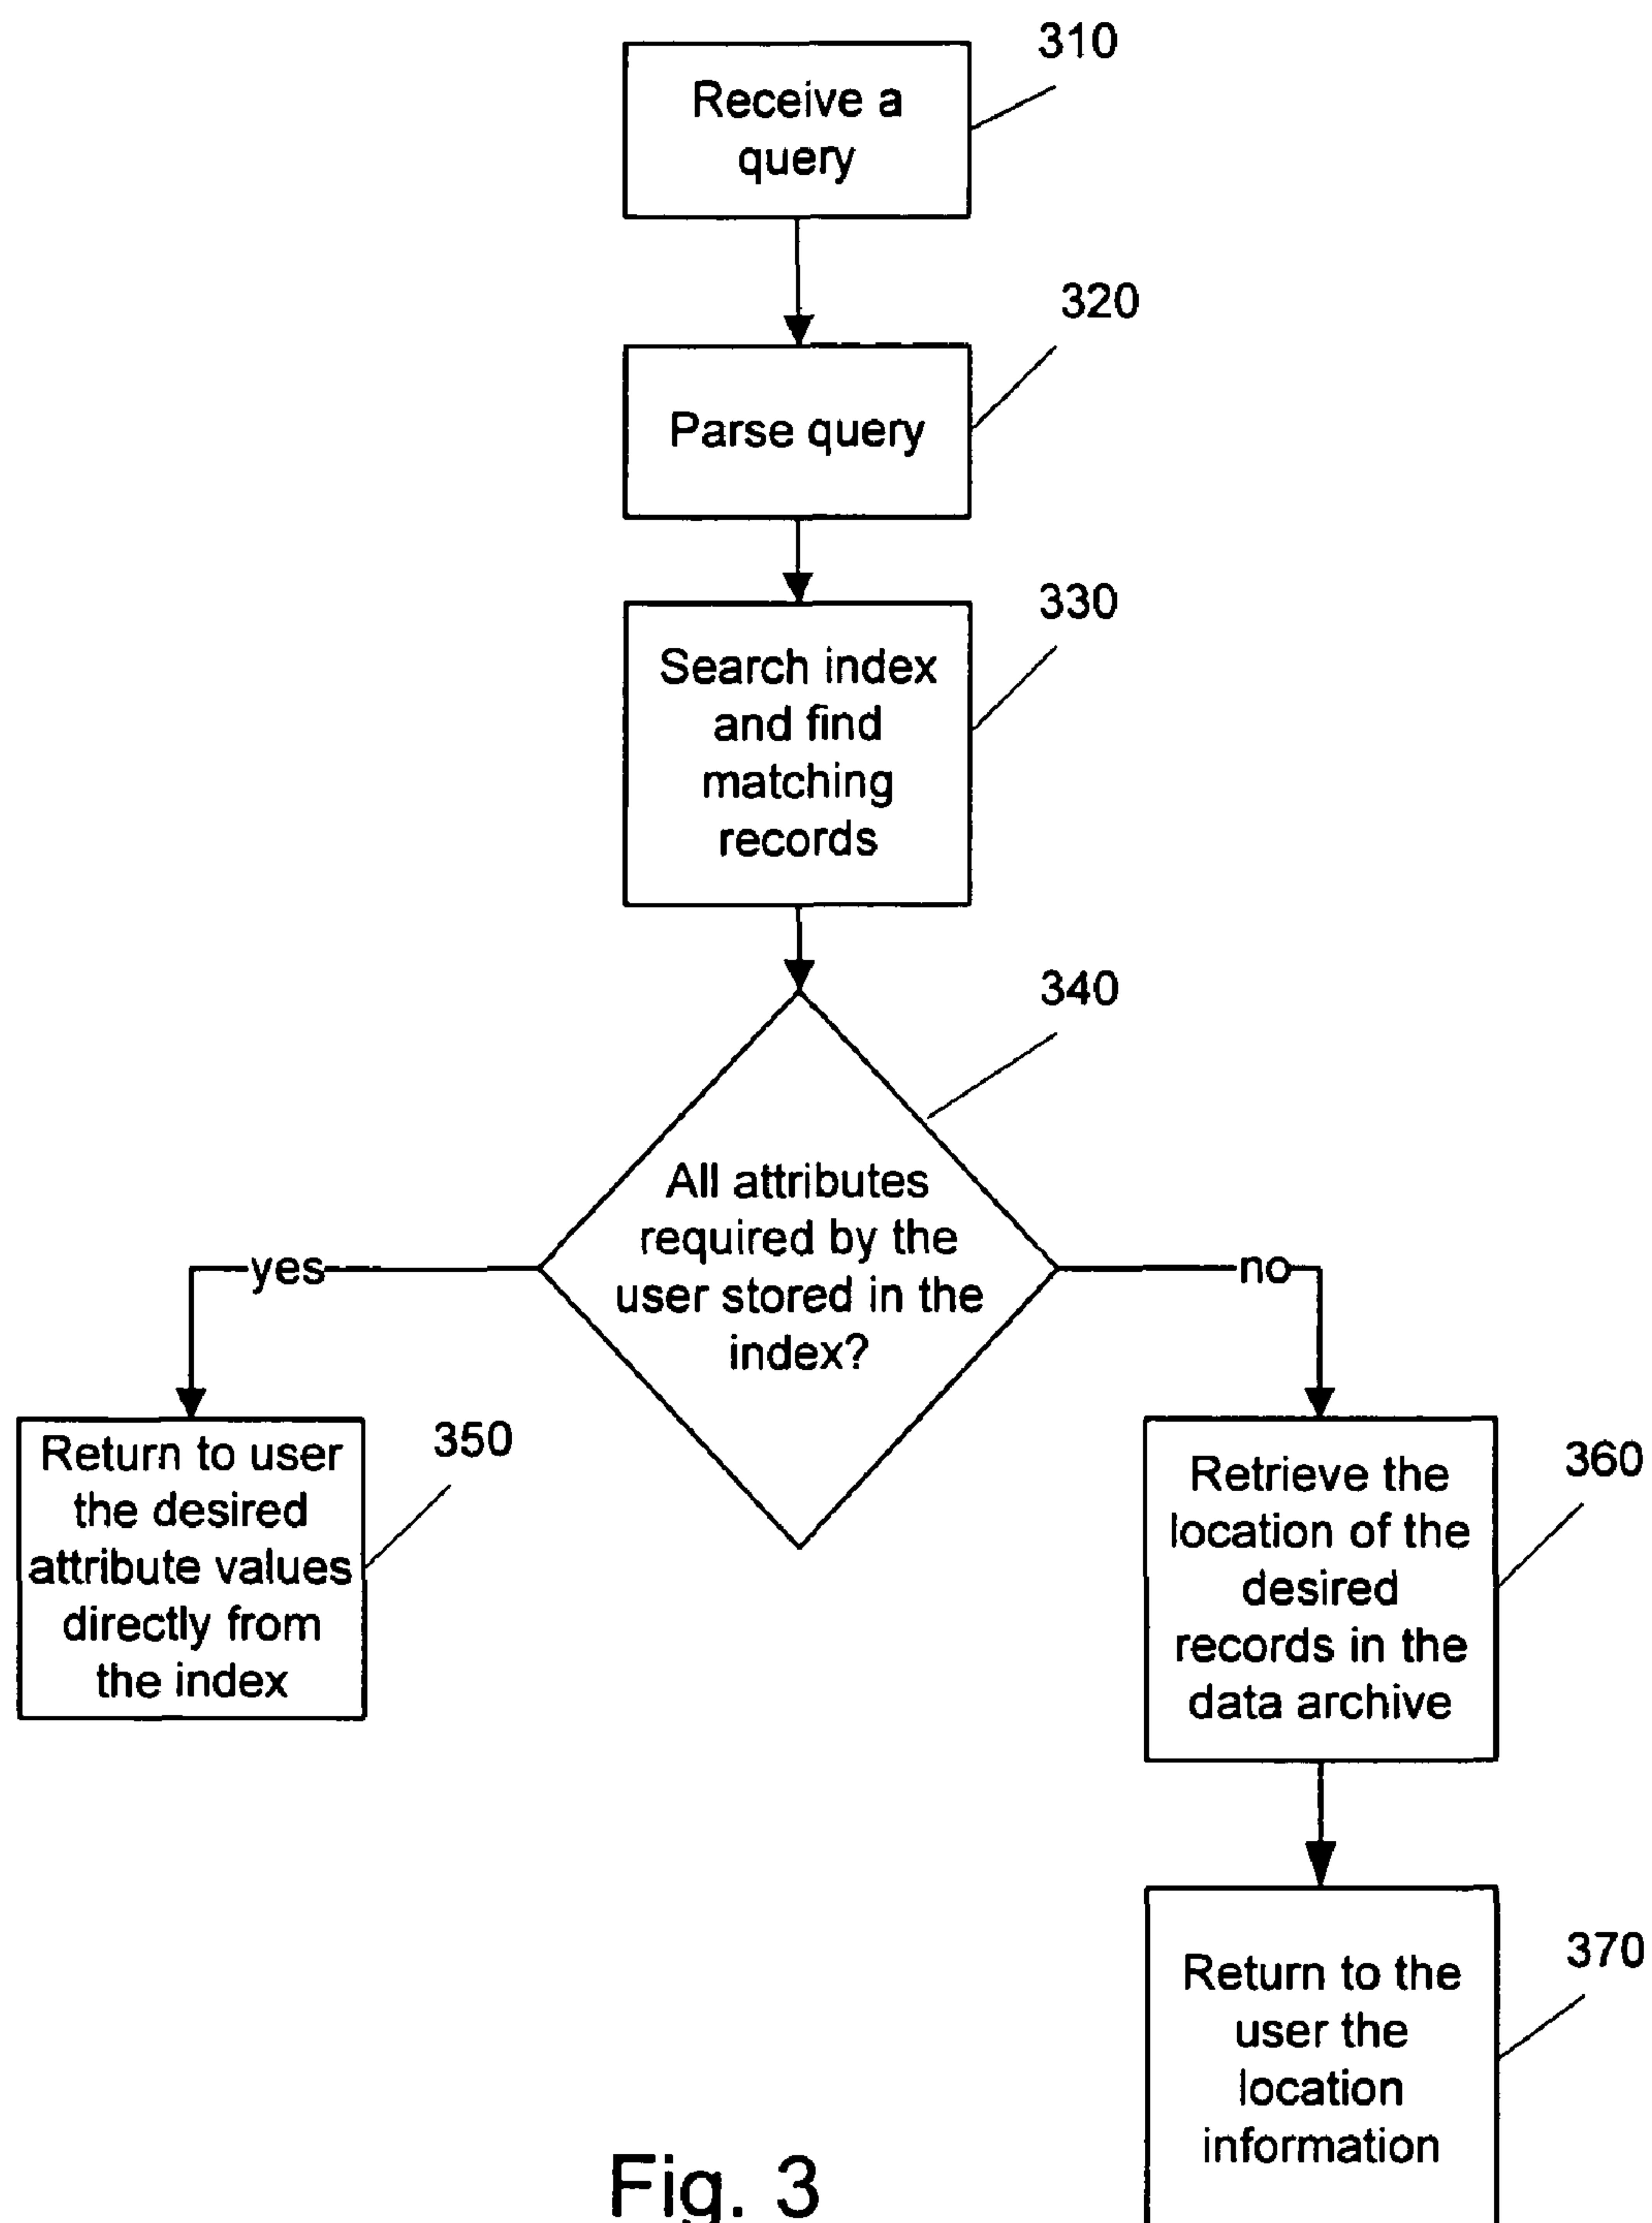 310
Receive a
query
320
Parse query
330
Search index
and find
matching
records
340
All attributes
required by the
user stored in the
index?
yes
no
350
Return to user
the desired
attribute values
directly from
the index
360
Retrieve the
location of the
desired
records in the
data archive
370
Return to the
user the
location
information
Fig. 3